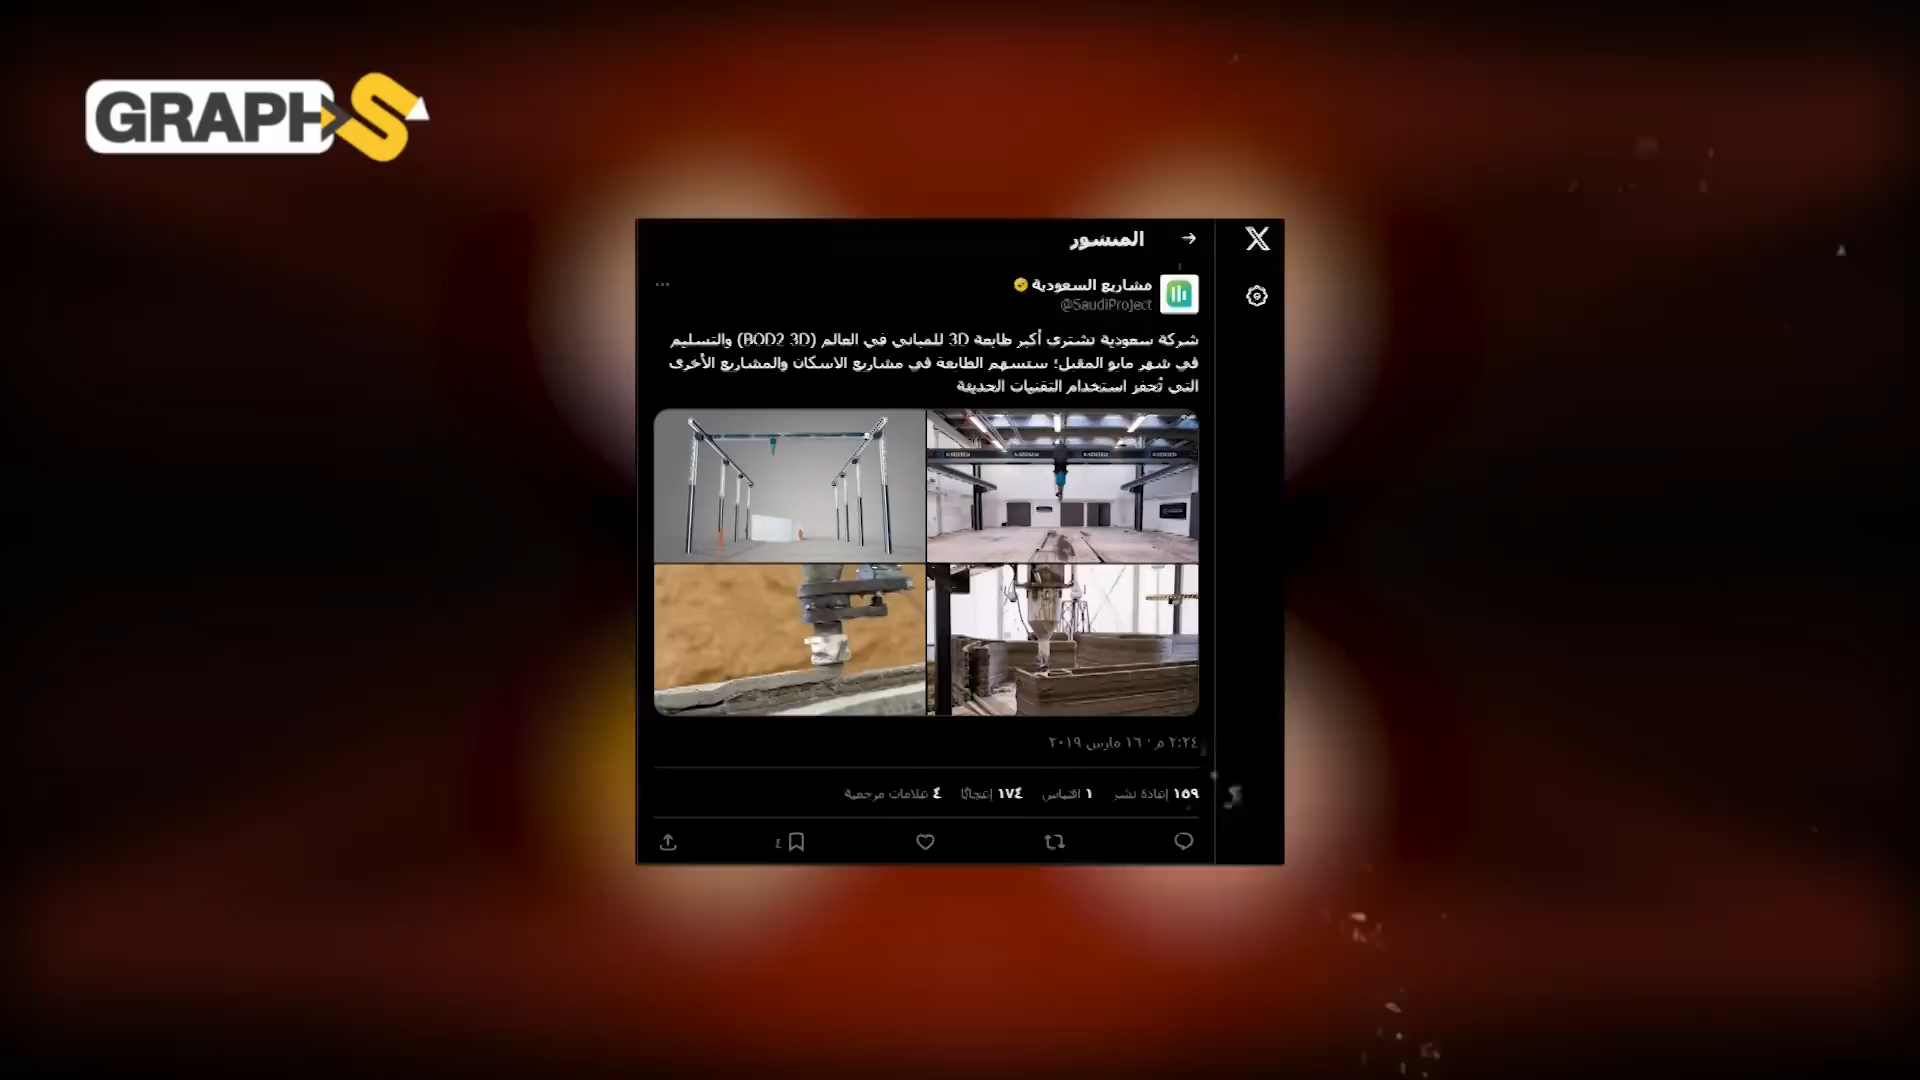 GRAPHS
المنشور
مشاريع السعودية
@SaudiProject
شركة سعودية تشتري أكبر طابعة 3D للمباني في العالم (BOD2 3D) والتسليم
في شهر مايو المقبل؛ ستسهم الطابعة في مشاريع الاسكان والمشاريع الأخرى
التي تُحفز استخدام التقنيات الحديثة
٢:٢٤ م · ١٦ مارس ٢٠١٩
١٥٩ إعادة نشر ١ اقتباس ١٧٤ إعجابًا ٤ علامات مرجعية
٤